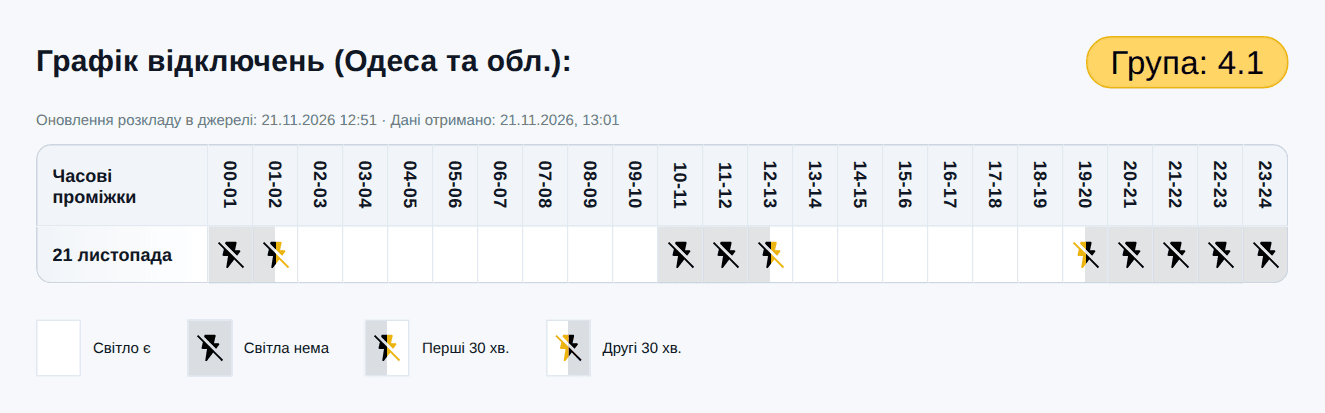 Графік відключень (Одеса та обл.):
Група: 4.1
Оновлення розкладу в джерелі: 21.11.2026 12:51 · Дані отримано: 21.11.2026, 13:01
Часові
проміжки
00-01
01-02
02-03
03-04
04-05
05-06
06-07
07-08
08-09
09-10
10-11
11-12
12-13
13-14
14-15
15-16
16-17
17-18
18-19
19-20
20-21
21-22
22-23
23-24
21 листопада
Світло є
Світла нема
Перші 30 хв.
Другі 30 хв.